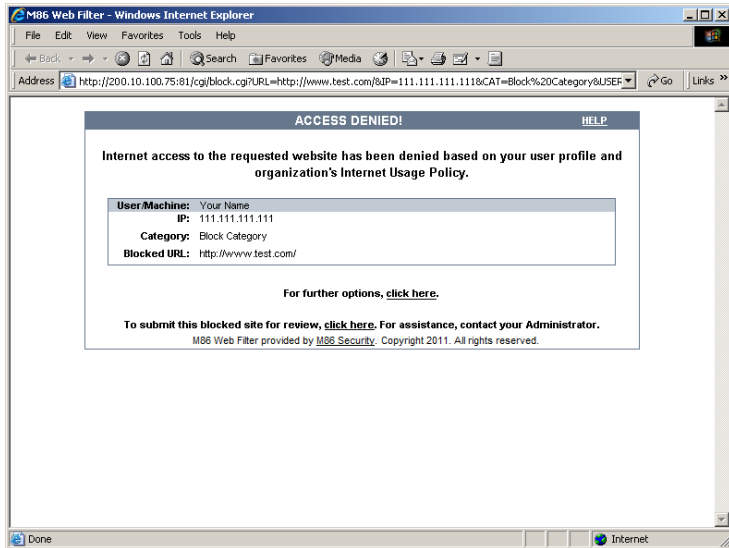 M86 Web Filter - Windows Internet Explorer
File Edit View Favorites Tools Help
Back Search Favorites Media
Address http://200.10.100.75:81/cgi/block.cgi?URL=http://www.test.com/&IP=111.111.111.111&CAT=Block%20Category&USER Go Links »
ACCESS DENIED! HELP
Internet access to the requested website has been denied based on your user profile and
organization's Internet Usage Policy.
User/Machine: Your Name
IP: 111.111.111.111
Category: Block Category
Blocked URL: http://www.test.com/
For further options, click here.
To submit this blocked site for review, click here. For assistance, contact your Administrator.
M86 Web Filter provided by M86 Security. Copyright 2011. All rights reserved.
Done Internet